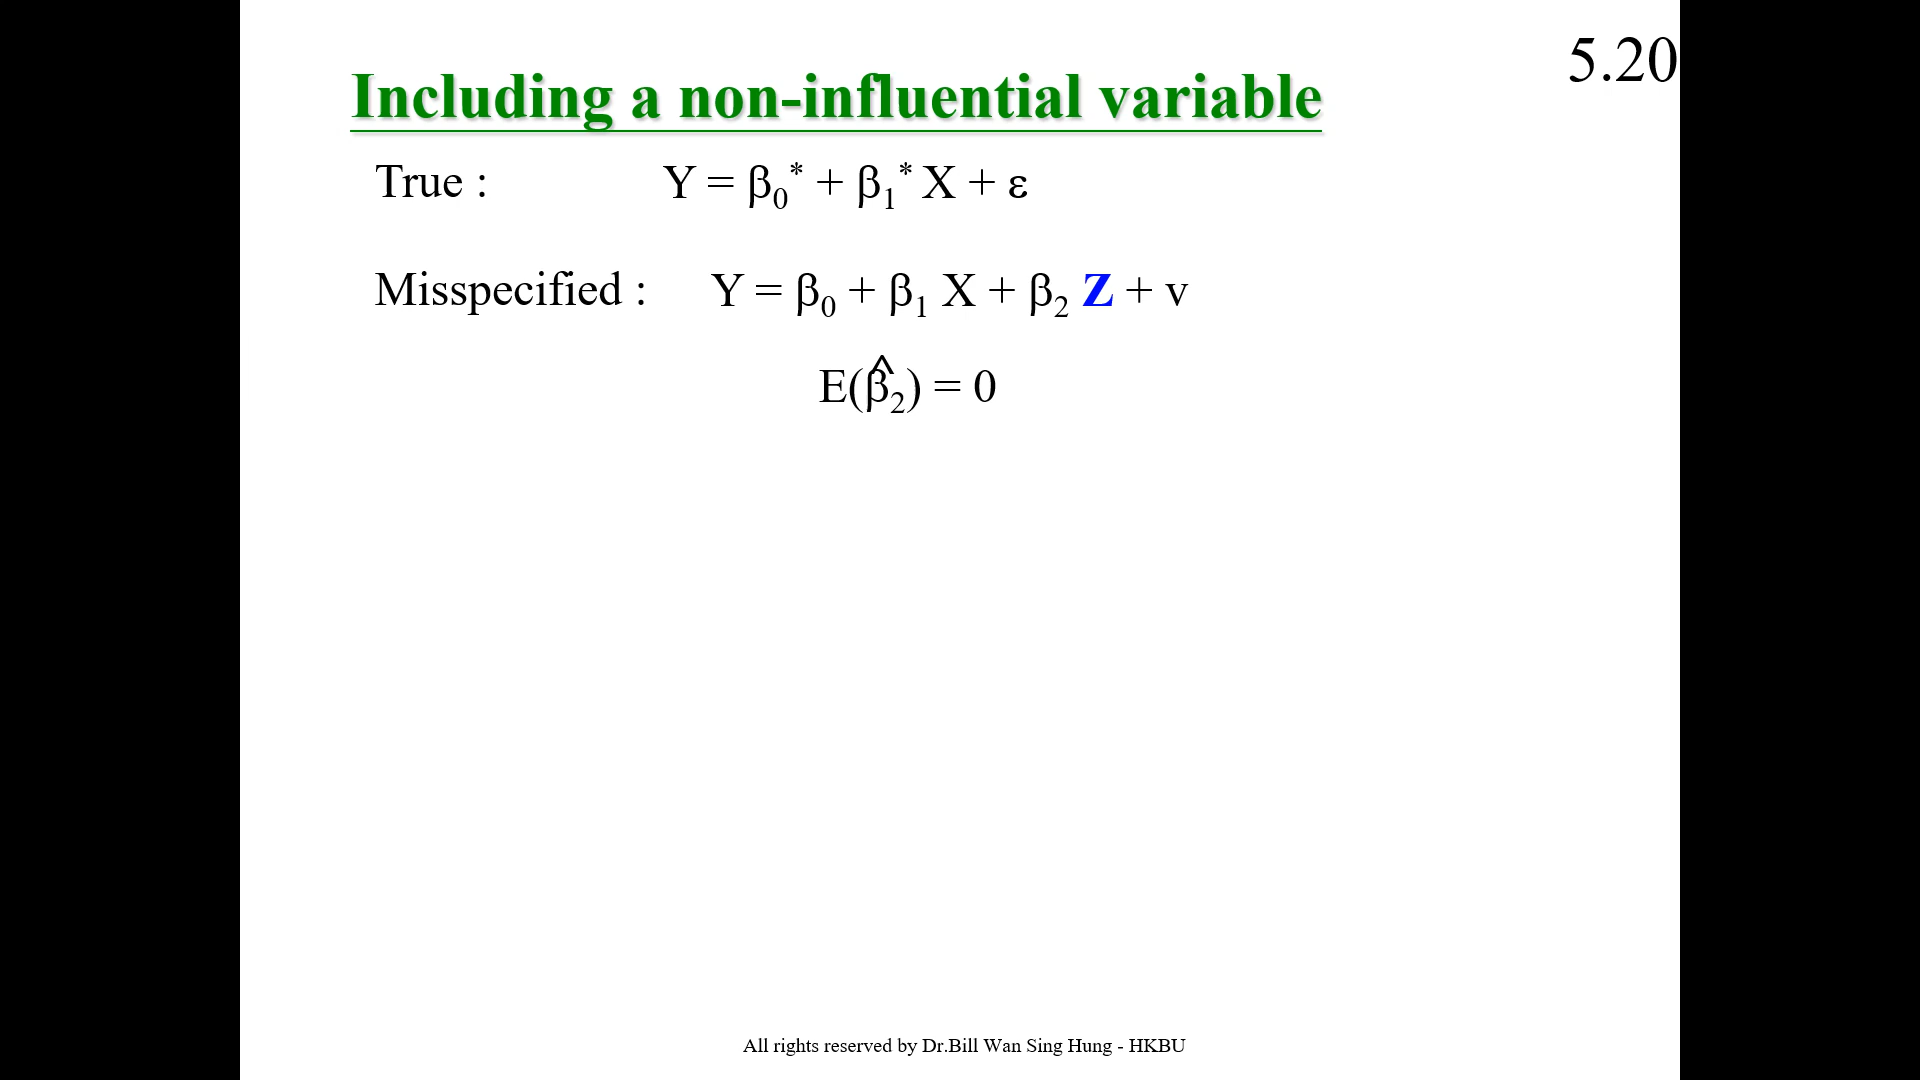 5.20
Including a non-influential variable
True : Y = β₀* + β₁* X + ε
Misspecified : Y = β₀ + β₁ X + β₂ Z + v
E(β̂₂) = 0
All rights reserved by Dr.Bill Wan Sing Hung - HKBU